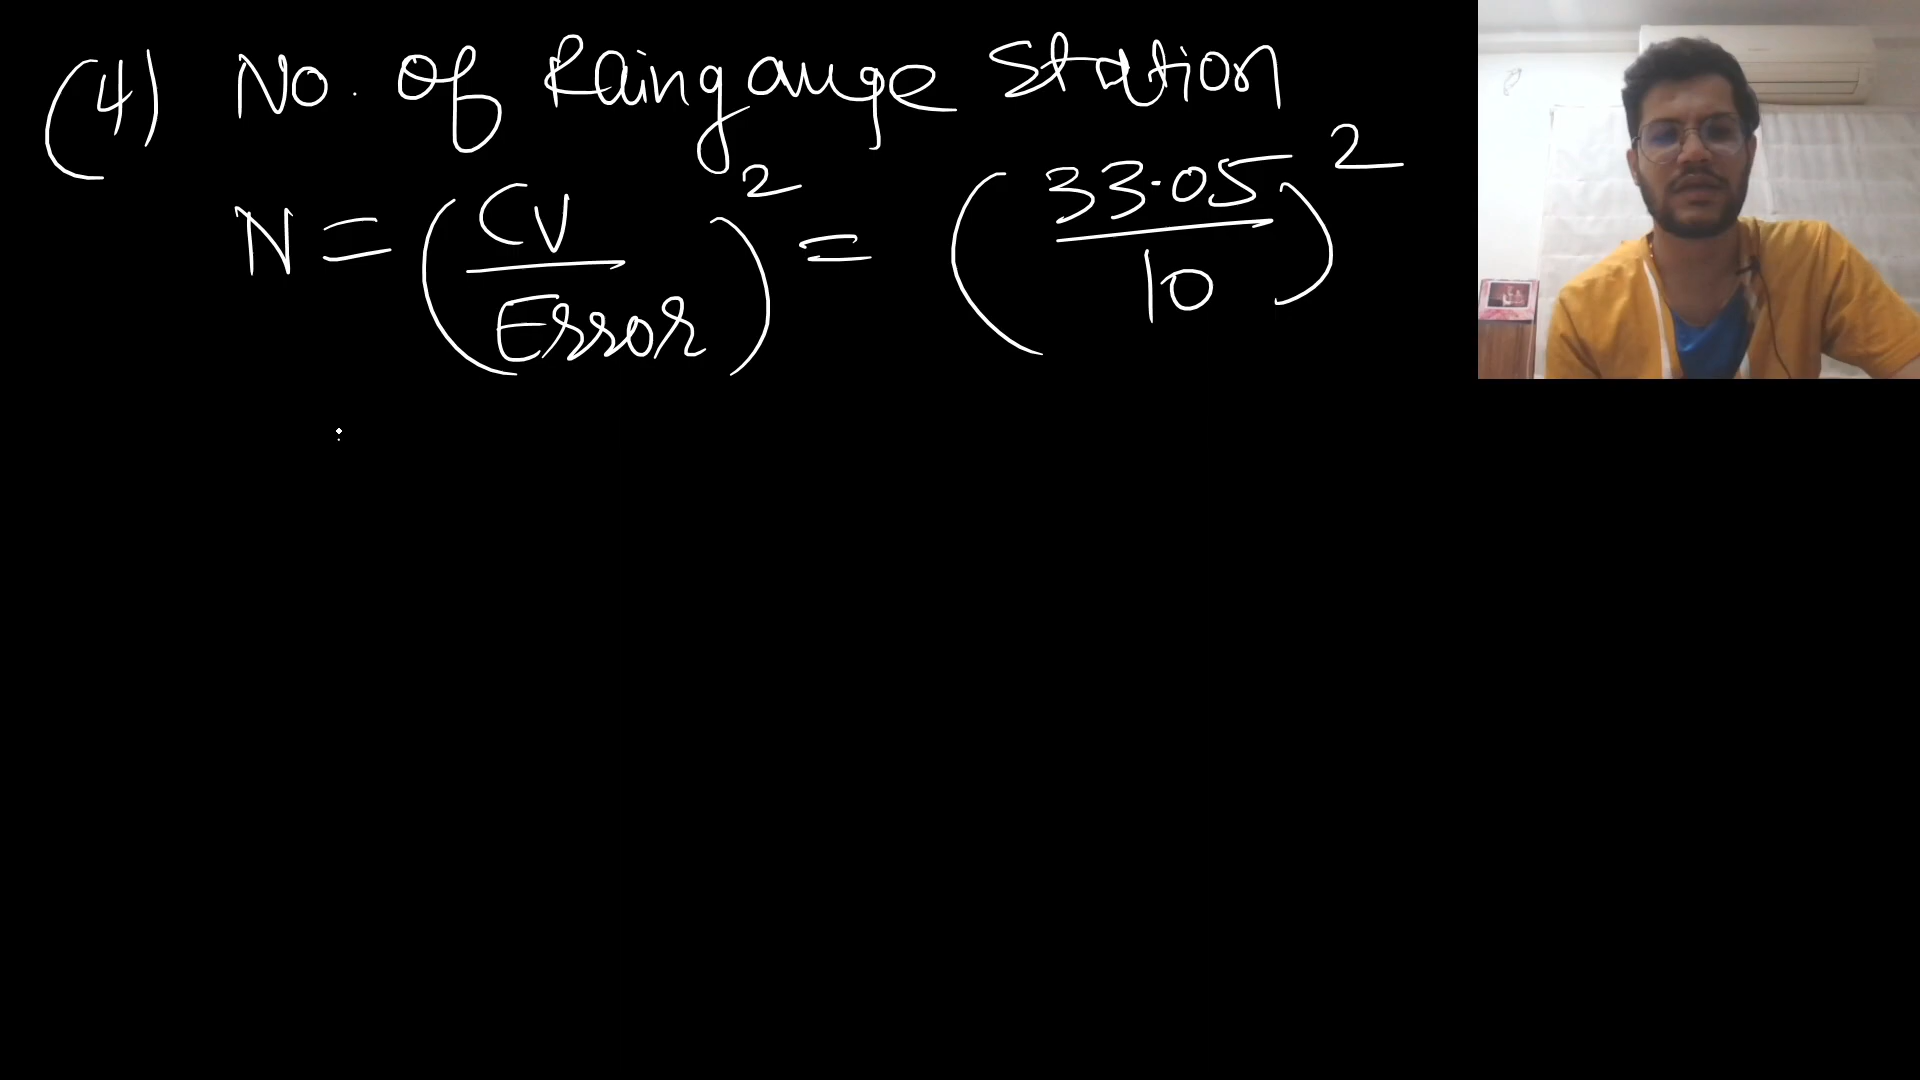 (4) No. of Raingauge Station
N = (CV / Error)² = (33.05 / 10)²